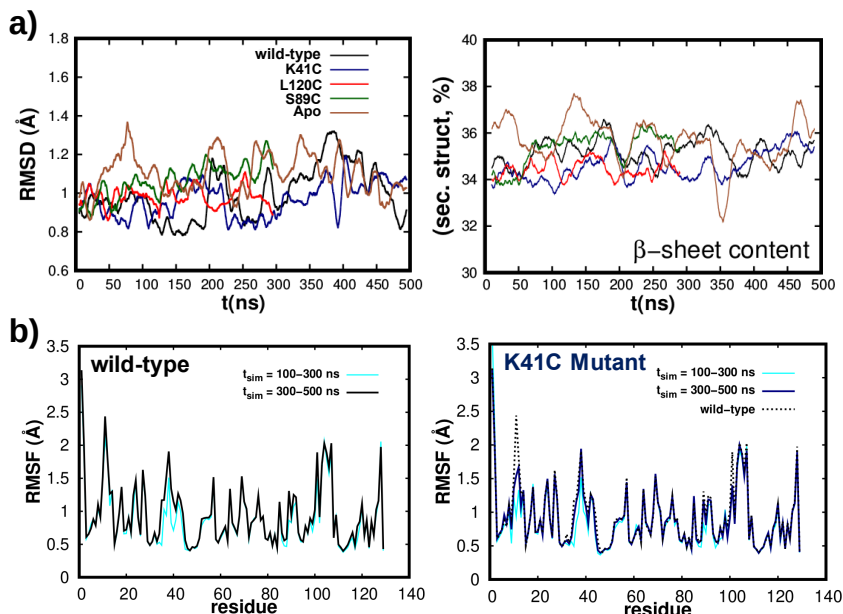 a)
1.8
1.6
1.4
1.2
1
0.8
0.6
RMSD (Å)
wild-type
K41C
L120C
S89C
Apo
0 50 100 150 200 250 300 350 400 450 500
t(ns)
40
38
36
34
32
30
(sec. struct, %)
β-sheet content
0 50 100 150 200 250 300 350 400 450 500
t(ns)
b)
3.5
3
2.5
2
1.5
1
0.5
0
RMSF (Å)
wild-type
tsim = 100-300 ns
tsim = 300-500 ns
0 20 40 60 80 100 120 140
residue
3.5
3
2.5
2
1.5
1
0.5
0
RMSF (Å)
K41C Mutant
tsim = 100-300 ns
tsim = 300-500 ns
wild-type
0 20 40 60 80 100 120 140
residue